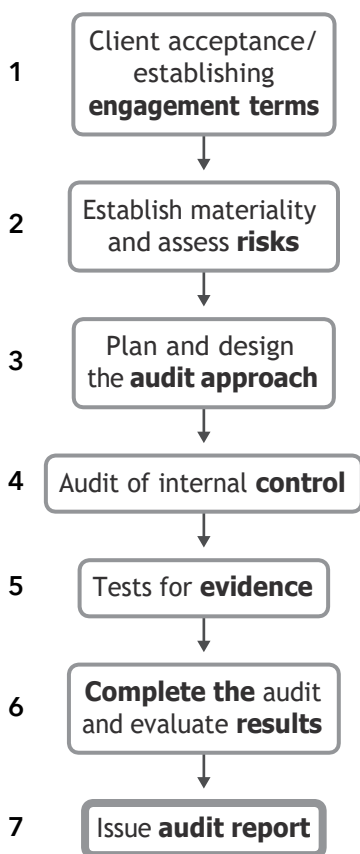 1
Client acceptance/
establishing
engagement terms
2
Establish materiality
and assess risks
3
Plan and design
the audit approach
4
Audit of internal control
5
Tests for evidence
6
Complete the audit
and evaluate results
7
Issue audit report